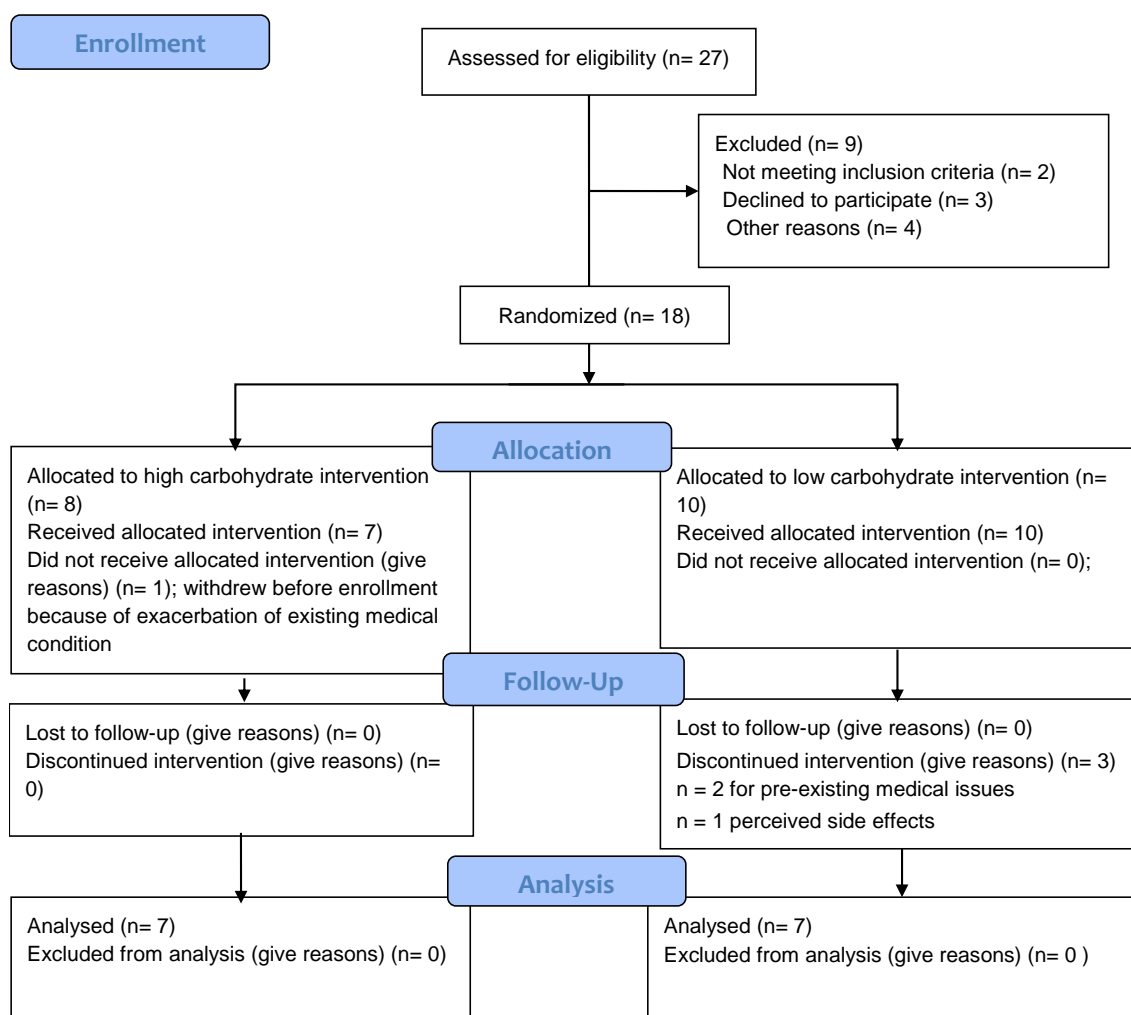 Enrollment
Assessed for eligibility (n= 27)
Excluded (n= 9)
Not meeting inclusion criteria (n= 2)
Declined to participate (n= 3)
Other reasons (n= 4)
Randomized (n= 18)
Allocation
Allocated to high carbohydrate intervention
(n= 8)
Received allocated intervention (n= 7)
Did not receive allocated intervention (give
reasons) (n= 1); withdrew before enrollment
because of exacerbation of existing medical
condition
Allocated to low carbohydrate intervention (n=
10)
Received allocated intervention (n= 10)
Did not receive allocated intervention (n= 0);
Follow-Up
Lost to follow-up (give reasons) (n= 0)
Discontinued intervention (give reasons) (n=
0)
Lost to follow-up (give reasons) (n= 0)
Discontinued intervention (give reasons) (n= 3)
n = 2 for pre-existing medical issues
n = 1 perceived side effects
Analysis
Analysed (n= 7)
Excluded from analysis (give reasons) (n= 0)
Analysed (n= 7)
Excluded from analysis (give reasons) (n= 0 )